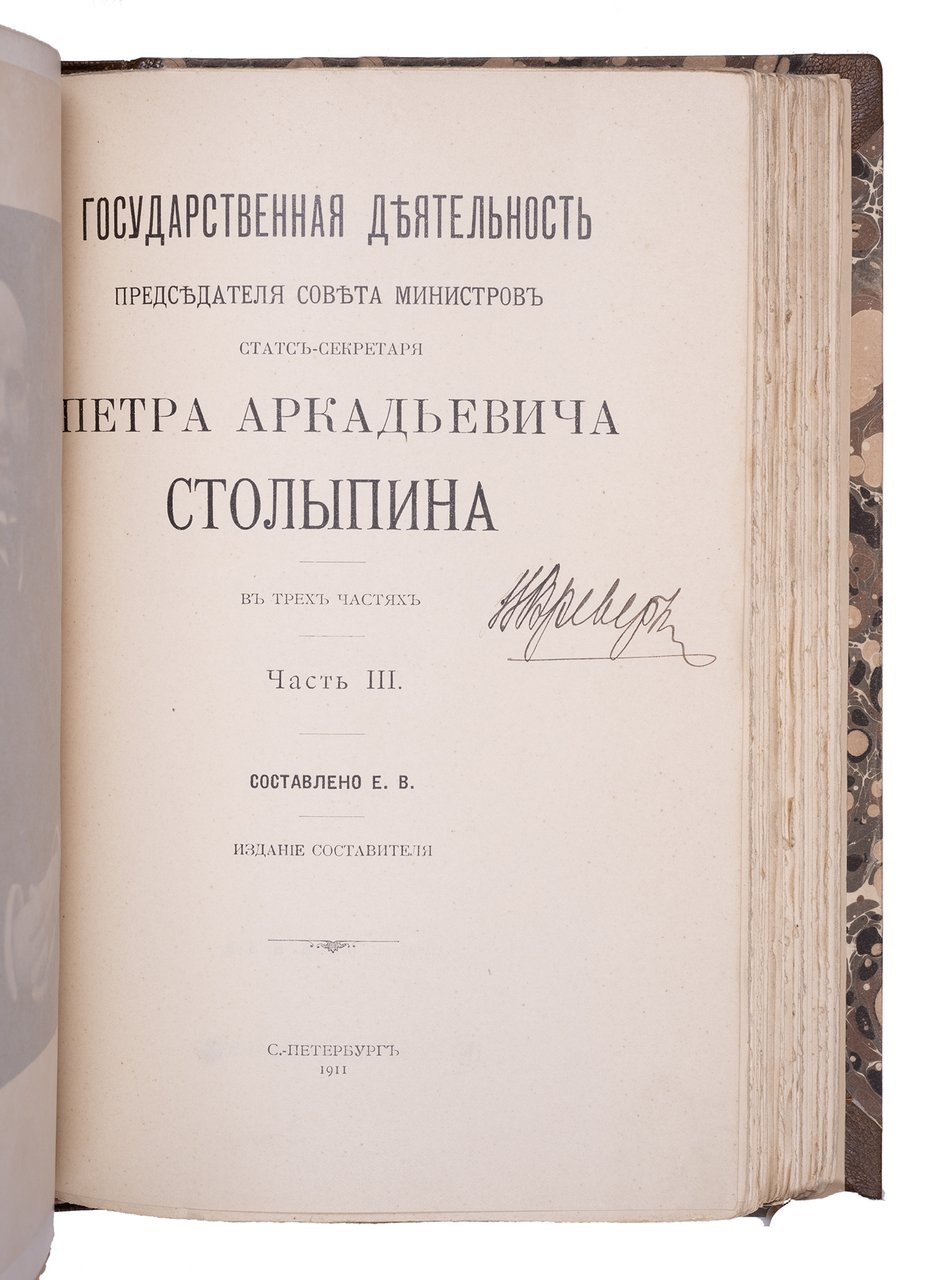 ГОСУДАРСТВЕННАЯ ДѢЯТЕЛЬНОСТЬ
ПРЕДСѢДАТЕЛЯ СОВѢТА МИНИСТРОВЪ
СТАТСЪ-СЕКРЕТАРЯ
ПЕТРА АРКАДЬЕВИЧА
СТОЛЫПИНА
ВЪ ТРЕХЪ ЧАСТЯХЪ
Часть III.
СОСТАВЛЕНО Е. В.
ИЗДАНІЕ СОСТАВИТЕЛЯ
С.-ПЕТЕРБУРГЪ
1911